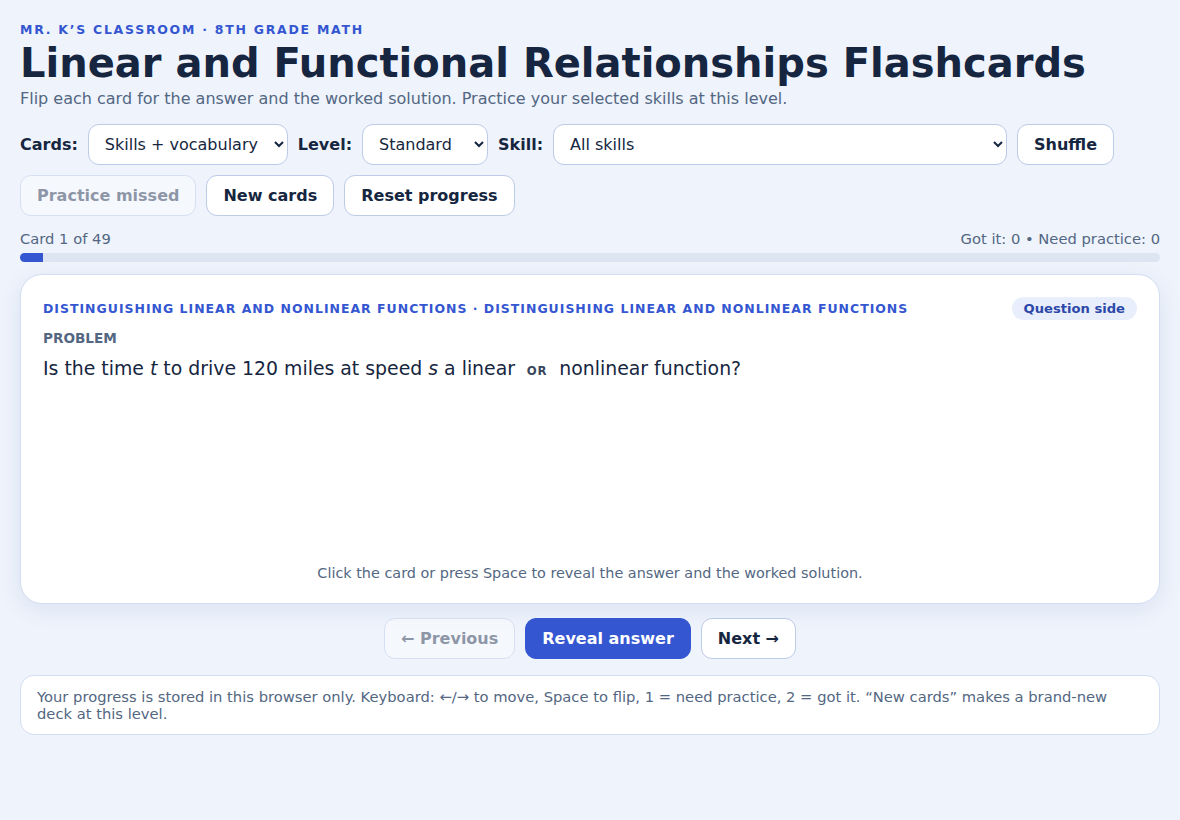 MR. K’S CLASSROOM · 8TH GRADE MATH
Linear and Functional Relationships Flashcards
Flip each card for the answer and the worked solution. Practice your selected skills at this level.
Cards: Skills + vocabulary Level: Standard Skill: All skills Shuffle
Practice missed New cards Reset progress
Card 1 of 49 Got it: 0 • Need practice: 0
DISTINGUISHING LINEAR AND NONLINEAR FUNCTIONS · DISTINGUISHING LINEAR AND NONLINEAR FUNCTIONS Question side
PROBLEM
Is the time t to drive 120 miles at speed s a linear OR nonlinear function?
Click the card or press Space to reveal the answer and the worked solution.
← Previous Reveal answer Next →
Your progress is stored in this browser only. Keyboard: ←/→ to move, Space to flip, 1 = need practice, 2 = got it. “New cards” makes a brand-new
deck at this level.